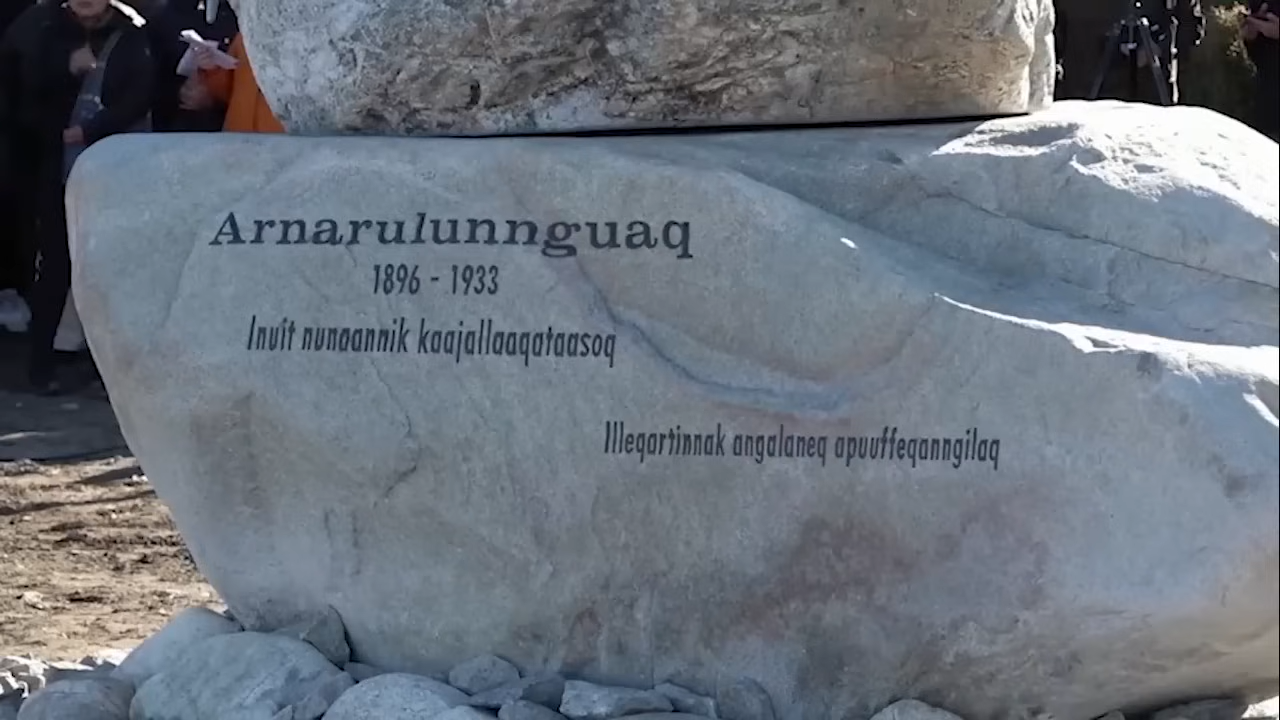 Arnarulunnguaq
1896 - 1933
Inuit nunaannik kaajallaaqataasoq
Illeqartinnak angalaneq apuuffeqanngilaq